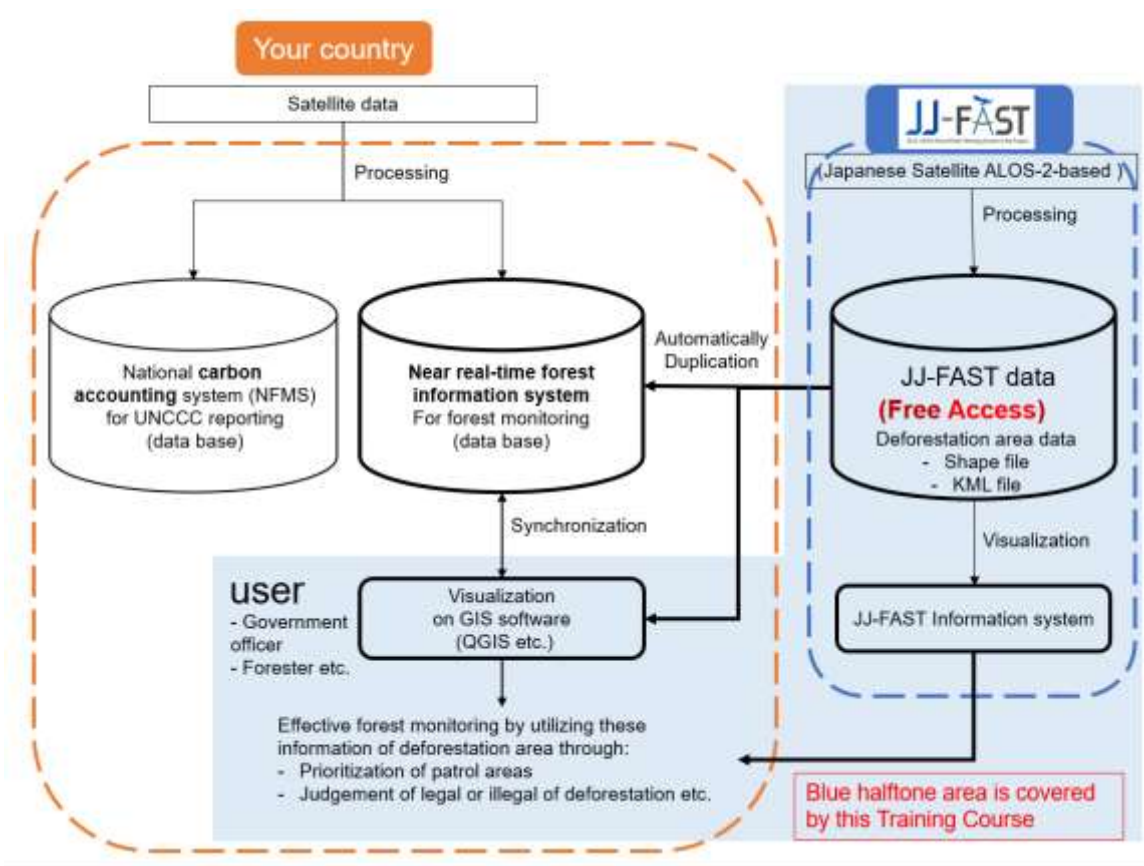 Your country
Satellite data
Processing
National carbon
accounting system (NFMS)
for UNCCC reporting
(data base)
Near real-time forest
information system
For forest monitoring
(data base)
Automatically
Duplication
JJ-FAST
(Japanese Satellite ALOS-2-based )
Processing
JJ-FAST data
(Free Access)
Deforestation area data
- Shape file
- KML file
Synchronization
Visualization
user
- Government
officer
- Forester etc.
Visualization
on GIS software
(QGIS etc.)
JJ-FAST Information system
Effective forest monitoring by utilizing these
information of deforestation area through:
- Prioritization of patrol areas
- Judgement of legal or illegal of deforestation etc.
Blue halftone area is covered
by this Training Course